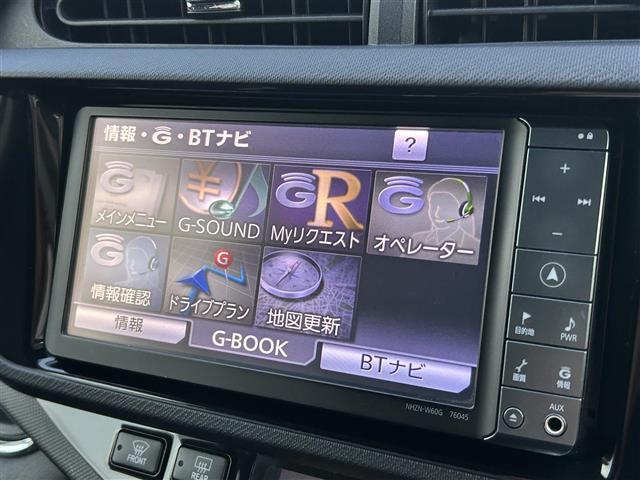 情報・G・BTナビ
?
メインメニュー
G-SOUND
Myリクエスト
オペレーター
情報確認
ドライブプラン
地図更新
情報
G-BOOK
BTナビ
NHZN-W60G 76045
目的地
PWR
画質
G
情報
AUX
FRONT
REAR